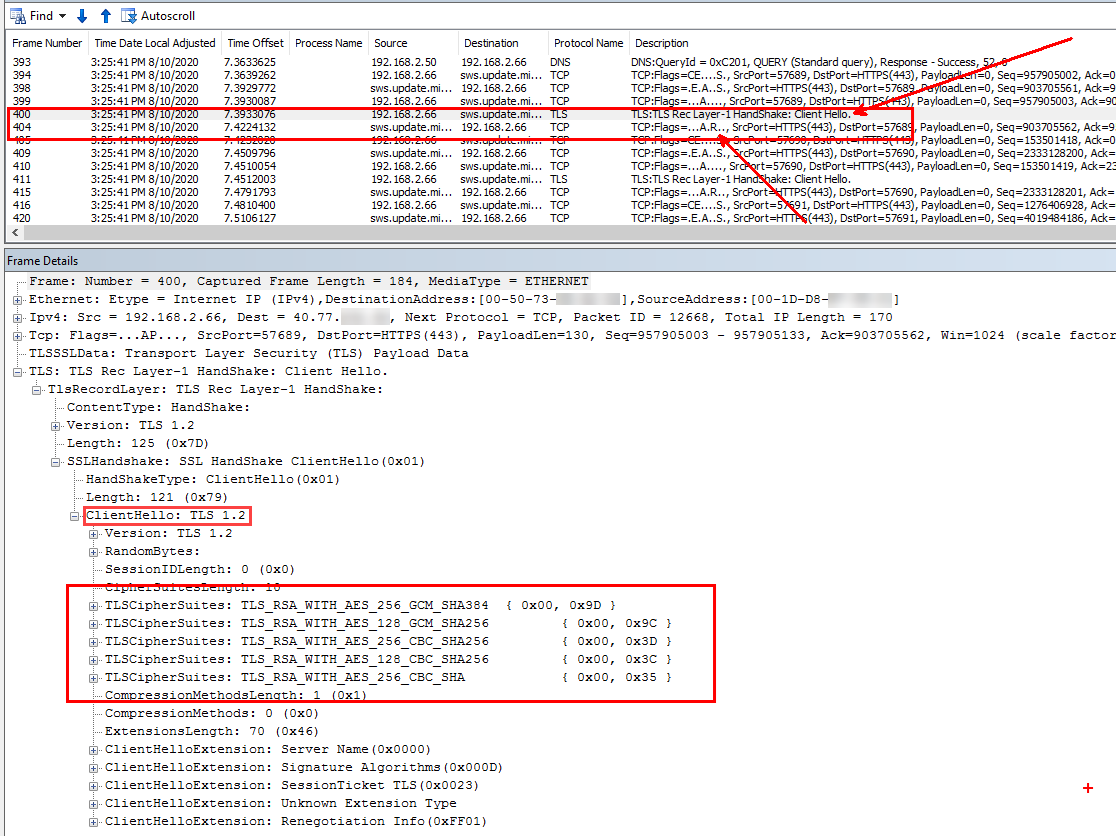 Find Autoscroll
Frame Number Time Date Local Adjusted Time Offset Process Name Source Destination Protocol Name Description
393 3:25:41 PM 8/10/2020 7.3633625 192.168.2.50 192.168.2.66 DNS DNS:QueryId = 0xC201, QUERY (Standard query), Response - Success, 52, 0
394 3:25:41 PM 8/10/2020 7.3639262 192.168.2.66 sws.update.mi... TCP TCP:Flags=CE....S., SrcPort=57689, DstPort=HTTPS(443), PayloadLen=0, Seq=957905002, Ack=0
398 3:25:41 PM 8/10/2020 7.3929772 sws.update.mi... 192.168.2.66 TCP TCP:Flags=.E.A..S., SrcPort=HTTPS(443), DstPort=57689, PayloadLen=0, Seq=903705561, Ack=9
399 3:25:41 PM 8/10/2020 7.3930087 192.168.2.66 sws.update.mi... TCP TCP:Flags=...A...., SrcPort=57689, DstPort=HTTPS(443), PayloadLen=0, Seq=957905003, Ack=9
400 3:25:41 PM 8/10/2020 7.3933076 192.168.2.66 sws.update.mi... TLS TLS:TLS Rec Layer-1 HandShake: Client Hello.
404 3:25:41 PM 8/10/2020 7.4224132 sws.update.mi... 192.168.2.66 TCP TCP:Flags=...A.R.., SrcPort=HTTPS(443), DstPort=57689, PayloadLen=0, Seq=903705562, Ack=9
405 3:25:41 PM 8/10/2020 192.168.2.66 sws.update.mi... TCP TCP:Flags=CE....S., SrcPort=57690, DstPort=HTTPS(443), PayloadLen=0, Seq=153501418, Ack=0
409 3:25:41 PM 8/10/2020 7.4509796 sws.update.mi... 192.168.2.66 TCP TCP:Flags=.E.A..S., SrcPort=HTTPS(443), DstPort=57690, PayloadLen=0, Seq=2333128200, Ack=
410 3:25:41 PM 8/10/2020 7.4510054 192.168.2.66 sws.update.mi... TCP TCP:Flags=...A...., SrcPort=57690, DstPort=HTTPS(443), PayloadLen=0, Seq=153501419, Ack=23
411 3:25:41 PM 8/10/2020 7.4512003 192.168.2.66 sws.update.mi... TLS TLS:TLS Rec Layer-1 HandShake: Client Hello.
415 3:25:41 PM 8/10/2020 7.4791793 sws.update.mi... 192.168.2.66 TCP TCP:Flags=...A.R.., SrcPort=HTTPS(443), DstPort=57690, PayloadLen=0, Seq=2333128201, Ack=
416 3:25:41 PM 8/10/2020 7.4810400 192.168.2.66 sws.update.mi... TCP TCP:Flags=CE....S., SrcPort=57691, DstPort=HTTPS(443), PayloadLen=0, Seq=1276406928, Ack=
420 3:25:41 PM 8/10/2020 7.5106127 sws.update.mi... 192.168.2.66 TCP TCP:Flags=.E.A..S., SrcPort=HTTPS(443), DstPort=57691, PayloadLen=0, Seq=4019484186, Ack=
Frame Details
Frame: Number = 400, Captured Frame Length = 184, MediaType = ETHERNET
Ethernet: Etype = Internet IP (IPv4),DestinationAddress:[00-50-73- ],SourceAddress:[00-1D-D8- ]
Ipv4: Src = 192.168.2.66, Dest = 40.77. , Next Protocol = TCP, Packet ID = 12668, Total IP Length = 170
Tcp: Flags=...AP..., SrcPort=57689, DstPort=HTTPS(443), PayloadLen=130, Seq=957905003 - 957905133, Ack=903705562, Win=1024 (scale factor
TLSSSLData: Transport Layer Security (TLS) Payload Data
TLS: TLS Rec Layer-1 HandShake: Client Hello.
TlsRecordLayer: TLS Rec Layer-1 HandShake:
ContentType: HandShake:
Version: TLS 1.2
Length: 125 (0x7D)
SSLHandshake: SSL HandShake ClientHello(0x01)
HandShakeType: ClientHello(0x01)
Length: 121 (0x79)
ClientHello: TLS 1.2
Version: TLS 1.2
RandomBytes:
SessionIDLength: 0 (0x0)
CipherSuitesLength: 10
TLSCipherSuites: TLS_RSA_WITH_AES_256_GCM_SHA384 { 0x00, 0x9D }
TLSCipherSuites: TLS_RSA_WITH_AES_128_GCM_SHA256 { 0x00, 0x9C }
TLSCipherSuites: TLS_RSA_WITH_AES_256_CBC_SHA256 { 0x00, 0x3D }
TLSCipherSuites: TLS_RSA_WITH_AES_128_CBC_SHA256 { 0x00, 0x3C }
TLSCipherSuites: TLS_RSA_WITH_AES_256_CBC_SHA { 0x00, 0x35 }
CompressionMethodsLength: 1 (0x1)
CompressionMethods: 0 (0x0)
ExtensionsLength: 70 (0x46)
ClientHelloExtension: Server Name(0x0000)
ClientHelloExtension: Signature Algorithms(0x000D)
ClientHelloExtension: SessionTicket TLS(0x0023)
ClientHelloExtension: Unknown Extension Type
ClientHelloExtension: Renegotiation Info(0xFF01)